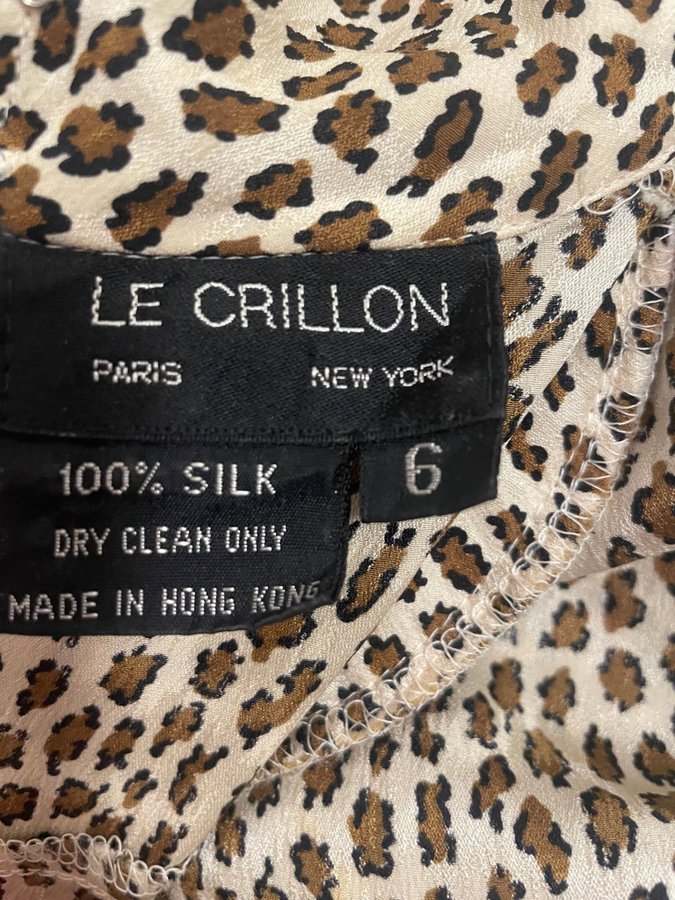 LE CRILLON
PARIS NEW YORK
100% SILK
6
DRY CLEAN ONLY
MADE IN HONG KONG